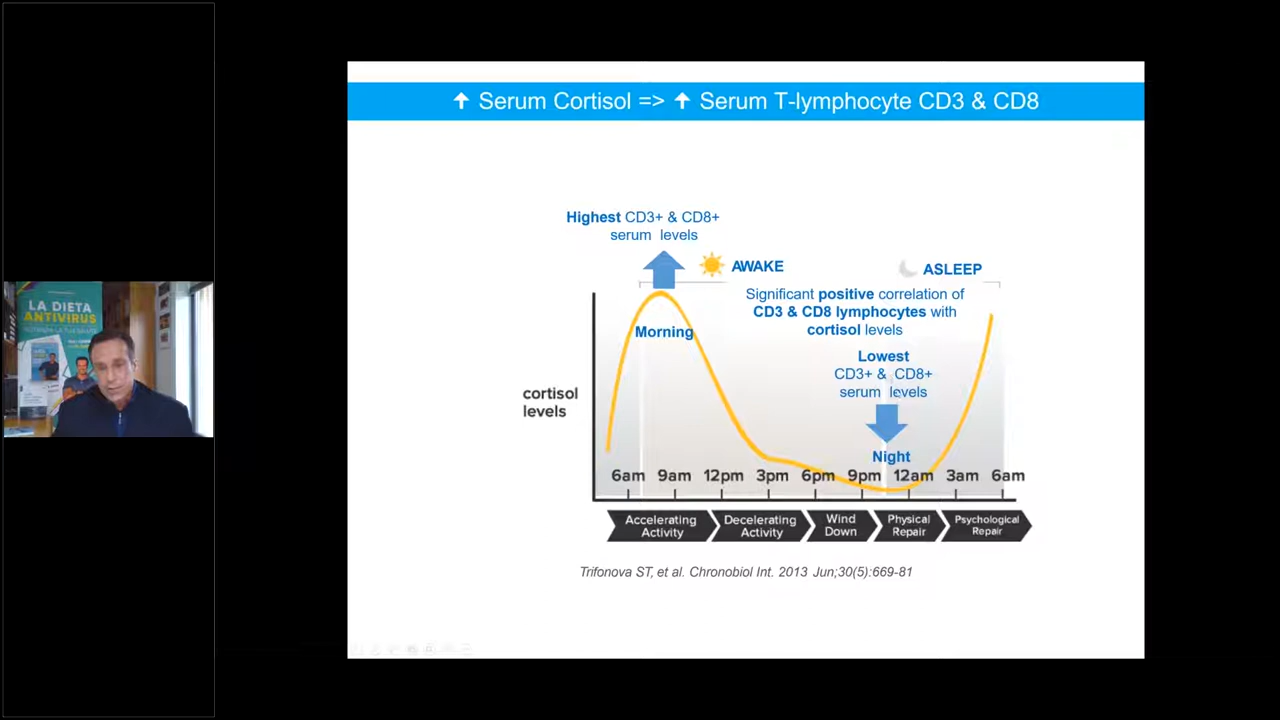 ↑ Serum Cortisol => ↑ Serum T-lymphocyte CD3 & CD8
Highest CD3+ & CD8+
serum levels
AWAKE
ASLEEP
Significant positive correlation of
CD3 & CD8 lymphocytes with
cortisol levels
Morning
Lowest
CD3+ & CD8+
serum levels
cortisol
levels
Night
6am 9am 12pm 3pm 6pm 9pm 12am 3am 6am
Accelerating
Activity
Decelerating
Activity
Wind
Down
Physical
Repair
Psychological
Repair
Trifonova ST, et al. Chronobiol Int. 2013 Jun;30(5):669-81
LA DIETA
ANTIVIRUS